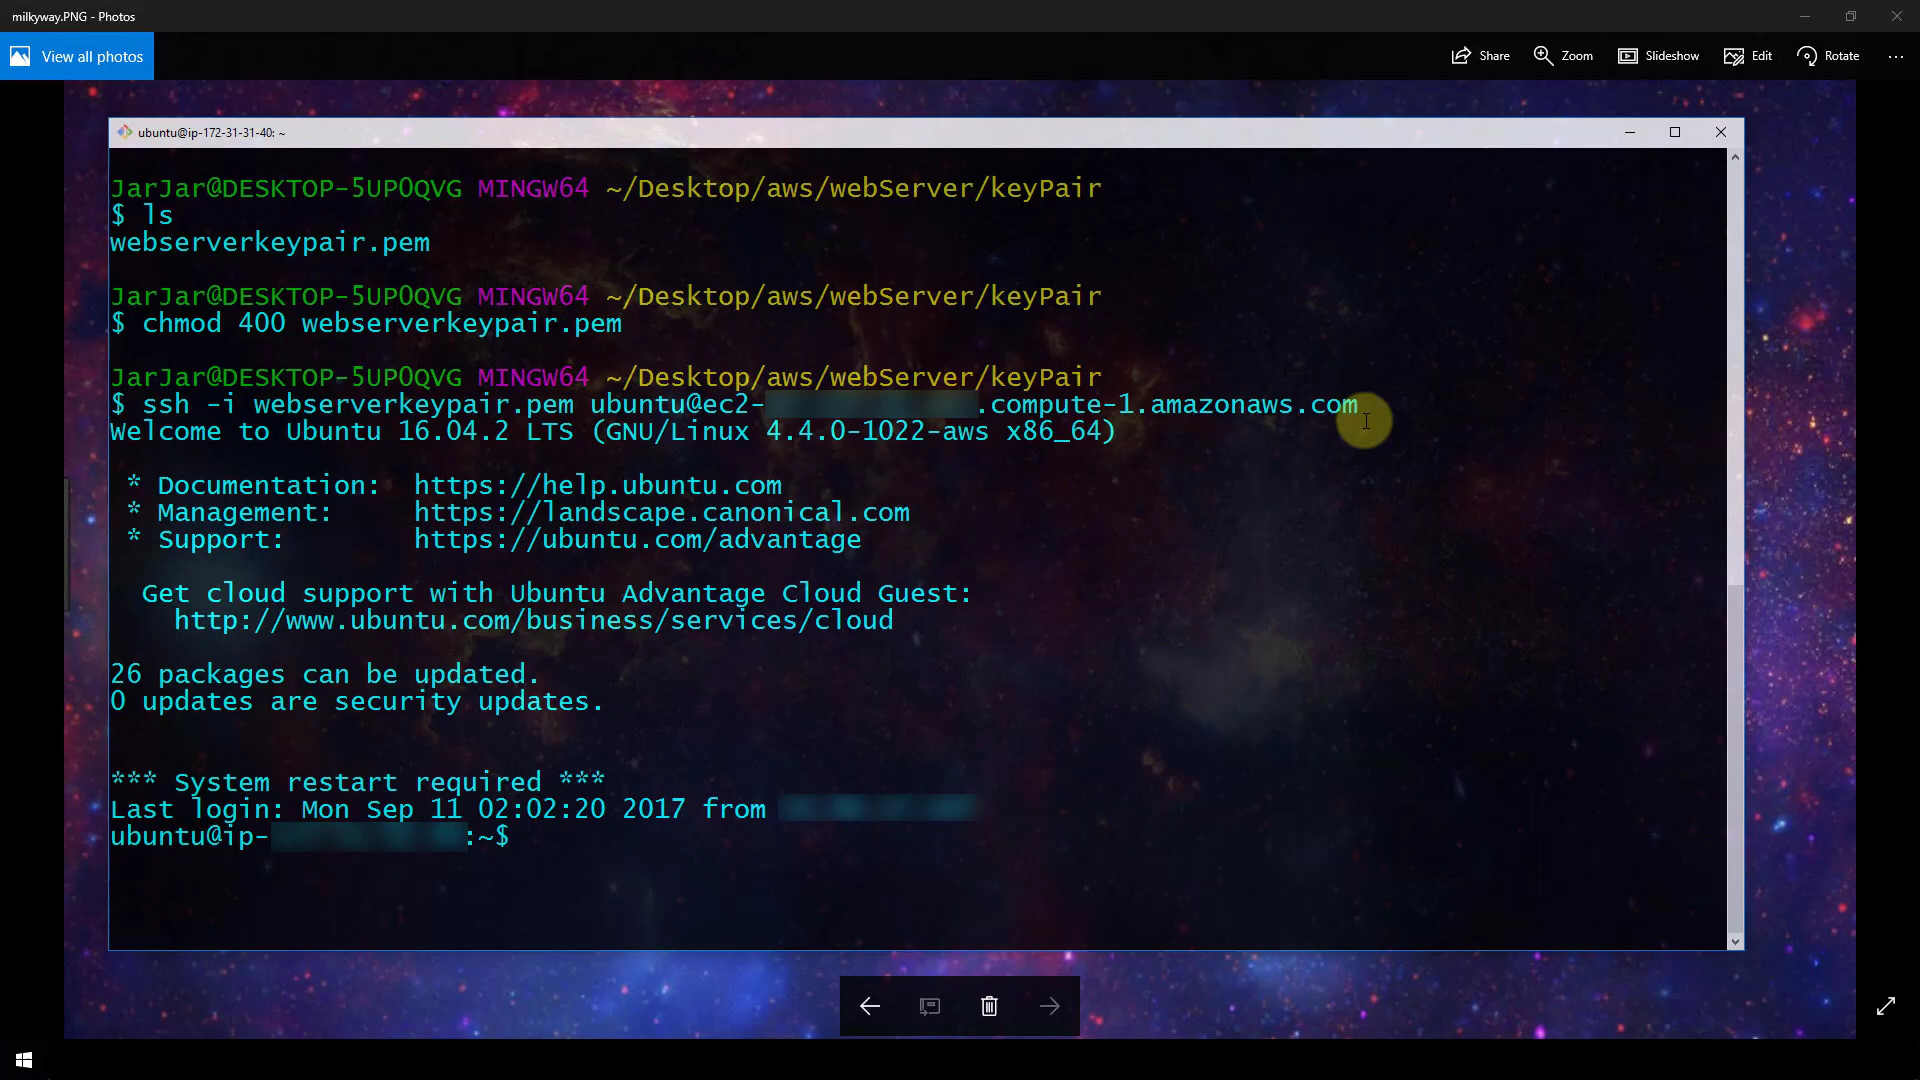 milkyway.PNG - Photos
View all photos
Share
Zoom
Slideshow
Edit
Rotate
ubuntu@ip-172-31-31-40: ~
JarJar@DESKTOP-5UP0QVG MINGW64 ~/Desktop/aws/webServer/keyPair
$ ls
webserverkeypair.pem
JarJar@DESKTOP-5UP0QVG MINGW64 ~/Desktop/aws/webServer/keyPair
$ chmod 400 webserverkeypair.pem
JarJar@DESKTOP-5UP0QVG MINGW64 ~/Desktop/aws/webServer/keyPair
$ ssh -i webserverkeypair.pem ubuntu@ec2- .compute-1.amazonaws.com
Welcome to Ubuntu 16.04.2 LTS (GNU/Linux 4.4.0-1022-aws x86_64)
* Documentation: https://help.ubuntu.com
* Management: https://landscape.canonical.com
* Support: https://ubuntu.com/advantage
Get cloud support with Ubuntu Advantage Cloud Guest:
http://www.ubuntu.com/business/services/cloud
26 packages can be updated.
0 updates are security updates.
*** System restart required ***
Last login: Mon Sep 11 02:02:20 2017 from
ubuntu@ip- :~$